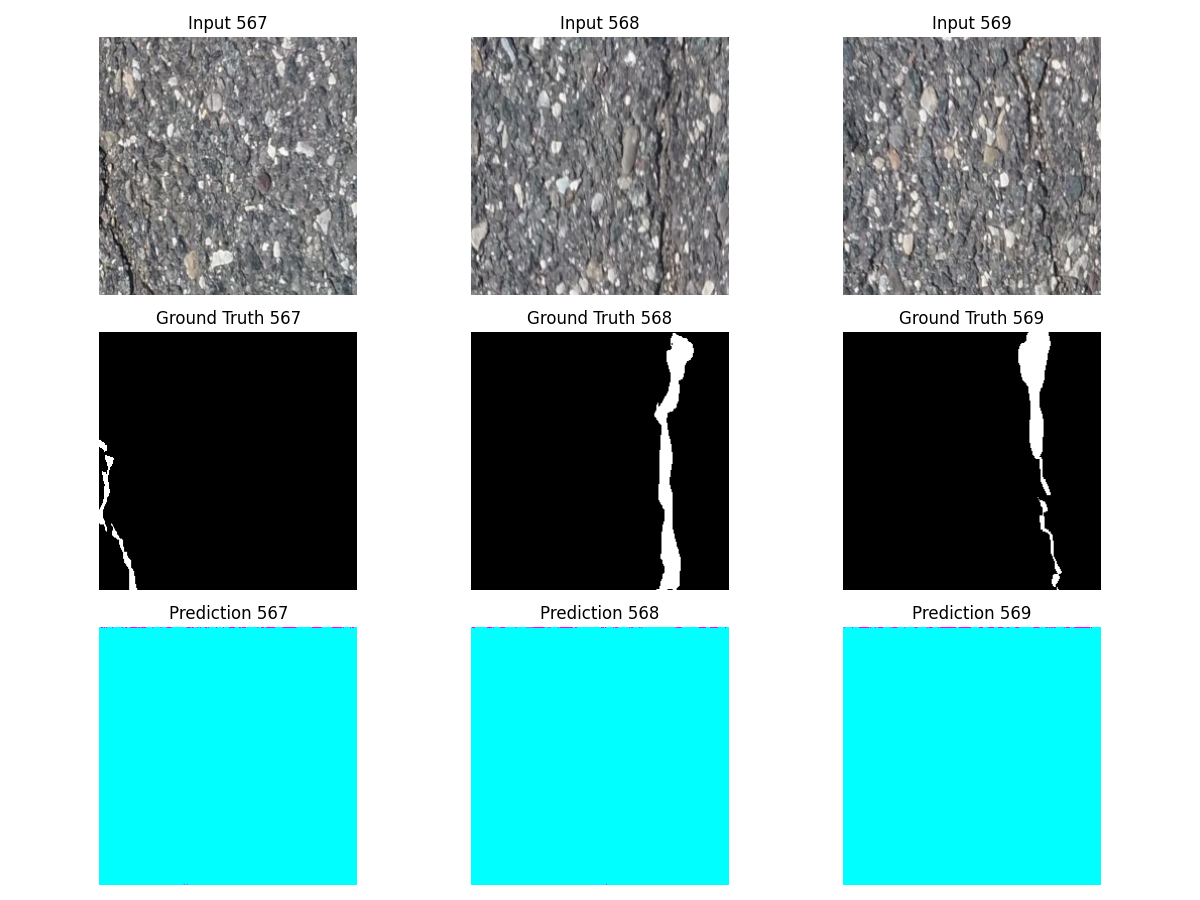 Input 567
Input 568
Input 569
Ground Truth 567
Ground Truth 568
Ground Truth 569
Prediction 567
Prediction 568
Prediction 569